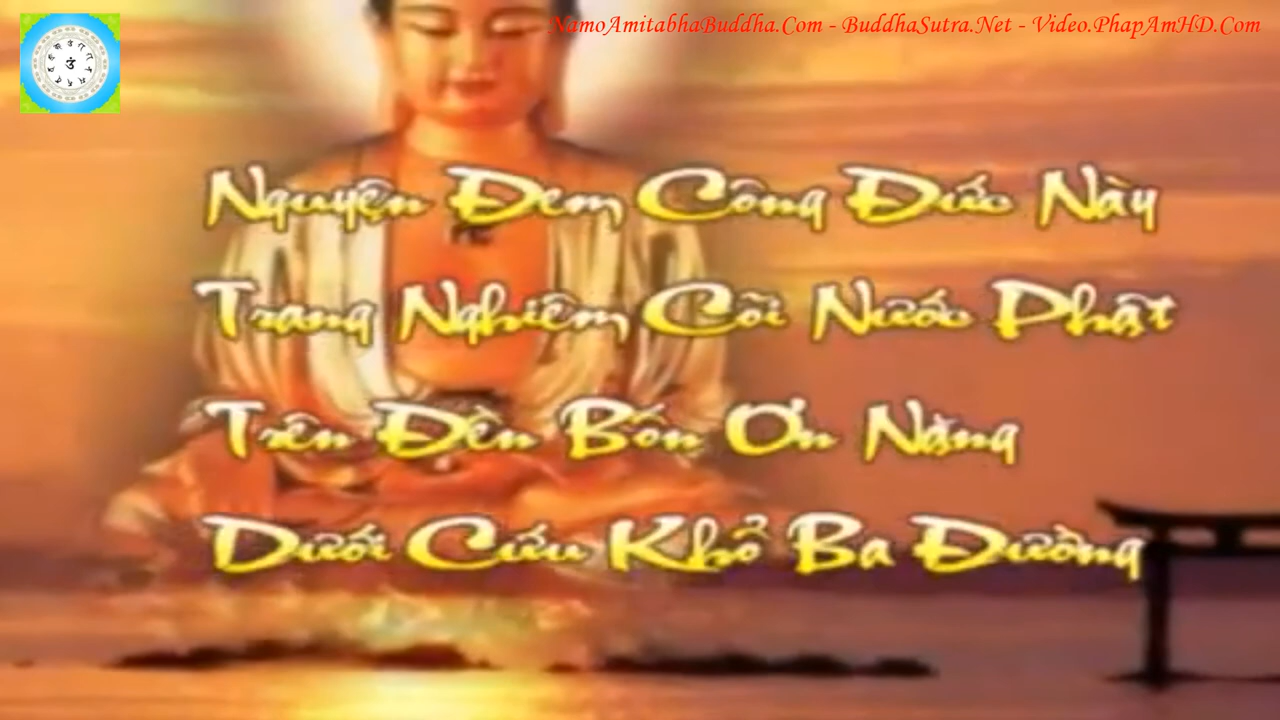 NamoAmitabhaBuddha.Com - BuddhaSutra.Net - Video.PhapAmHD.Com
Nguyện Đem Công Đức Này
Trang Nghiêm Cõi Nước Phật
Trên Đền Bốn Ơn Nặng
Dưới Cứu Khổ Ba Đường